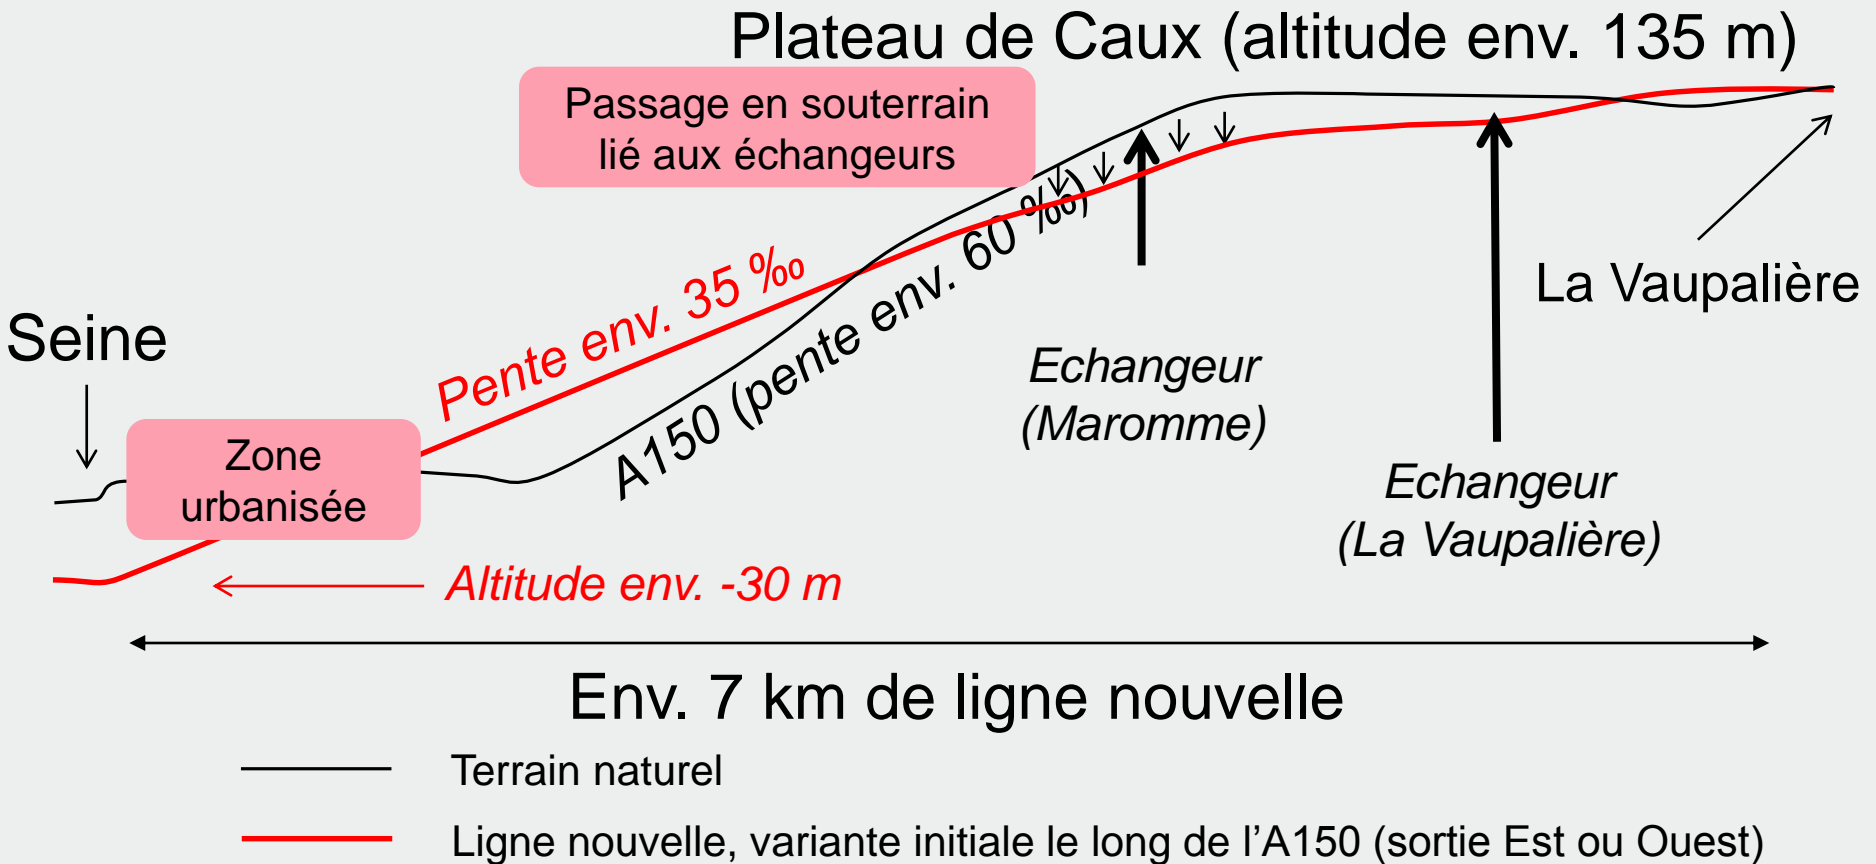 Plateau de Caux (altitude env. 135 m)
Passage en souterrain
lié aux échangeurs
Pente env. 35 ‰
A150 (pente env. 60 ‰)
La Vaupalière
Seine
Echangeur
(Maromme)
Zone
urbanisée
Echangeur
(La Vaupalière)
Altitude env. -30 m
Env. 7 km de ligne nouvelle
Terrain naturel
Ligne nouvelle, variante initiale le long de l’A150 (sortie Est ou Ouest)